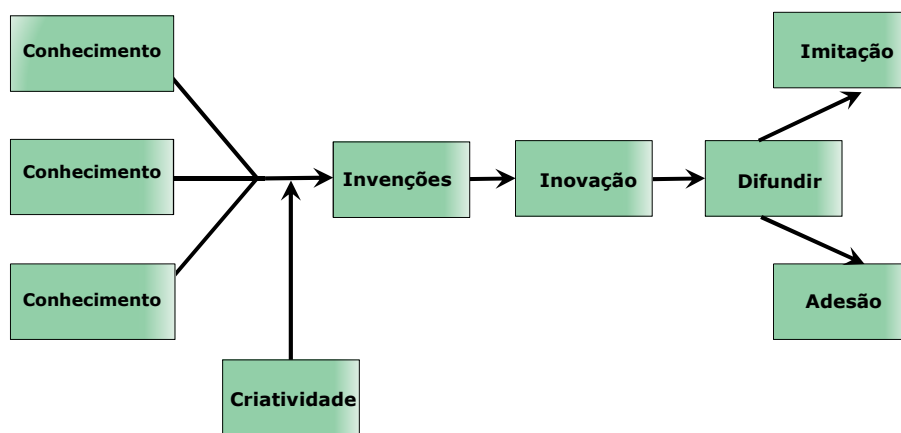 Conhecimento
Conhecimento
Conhecimento
Criatividade
Invenções
Inovação
Difundir
Imitação
Adesão